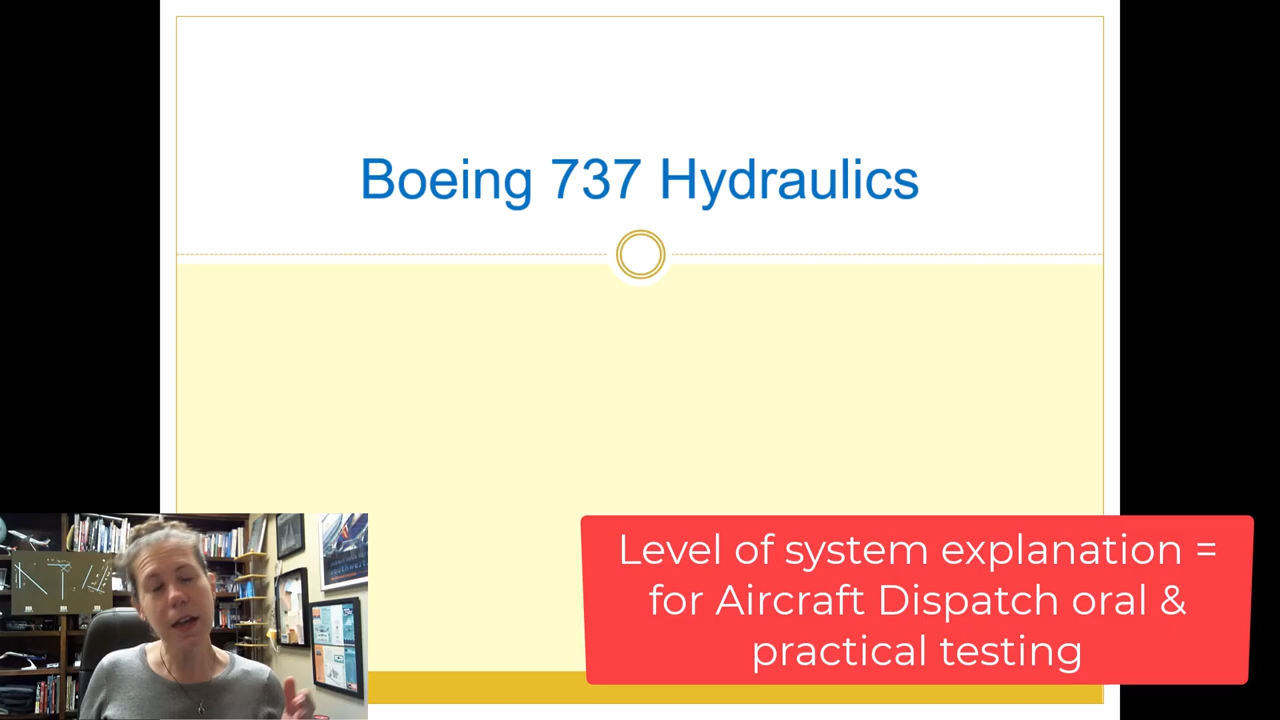 Boeing 737 Hydraulics
Level of system explanation =
for Aircraft Dispatch oral &
practical testing